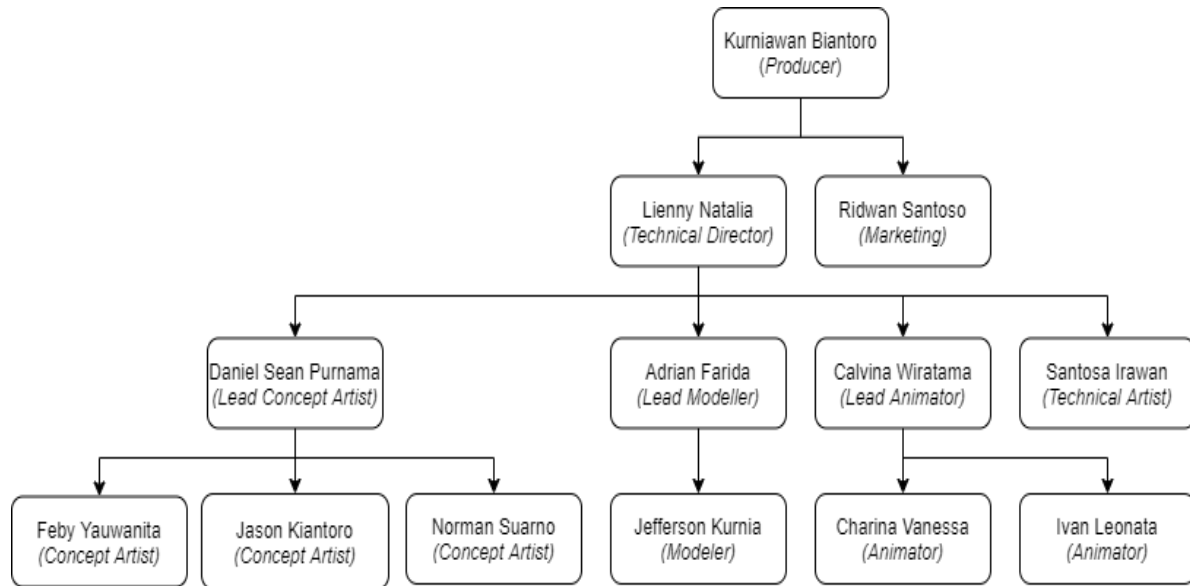 Kurniawan Biantoro
(Producer)
Lienny Natalia
(Technical Director)
Ridwan Santoso
(Marketing)
Daniel Sean Purnama
(Lead Concept Artist)
Adrian Farida
(Lead Modeller)
Calvina Wiratama
(Lead Animator)
Santosa Irawan
(Technical Artist)
Feby Yauwanita
(Concept Artist)
Jason Kiantoro
(Concept Artist)
Norman Suarno
(Concept Artist)
Jefferson Kurnia
(Modeler)
Charina Vanessa
(Animator)
Ivan Leonata
(Animator)